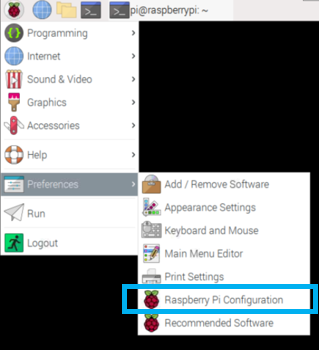 pi@raspberrypi: ~
Programming
Internet
Sound & Video
Graphics
Accessories
Help
Preferences
Run
Logout
Add / Remove Software
Appearance Settings
Keyboard and Mouse
Main Menu Editor
Print Settings
Raspberry Pi Configuration
Recommended Software